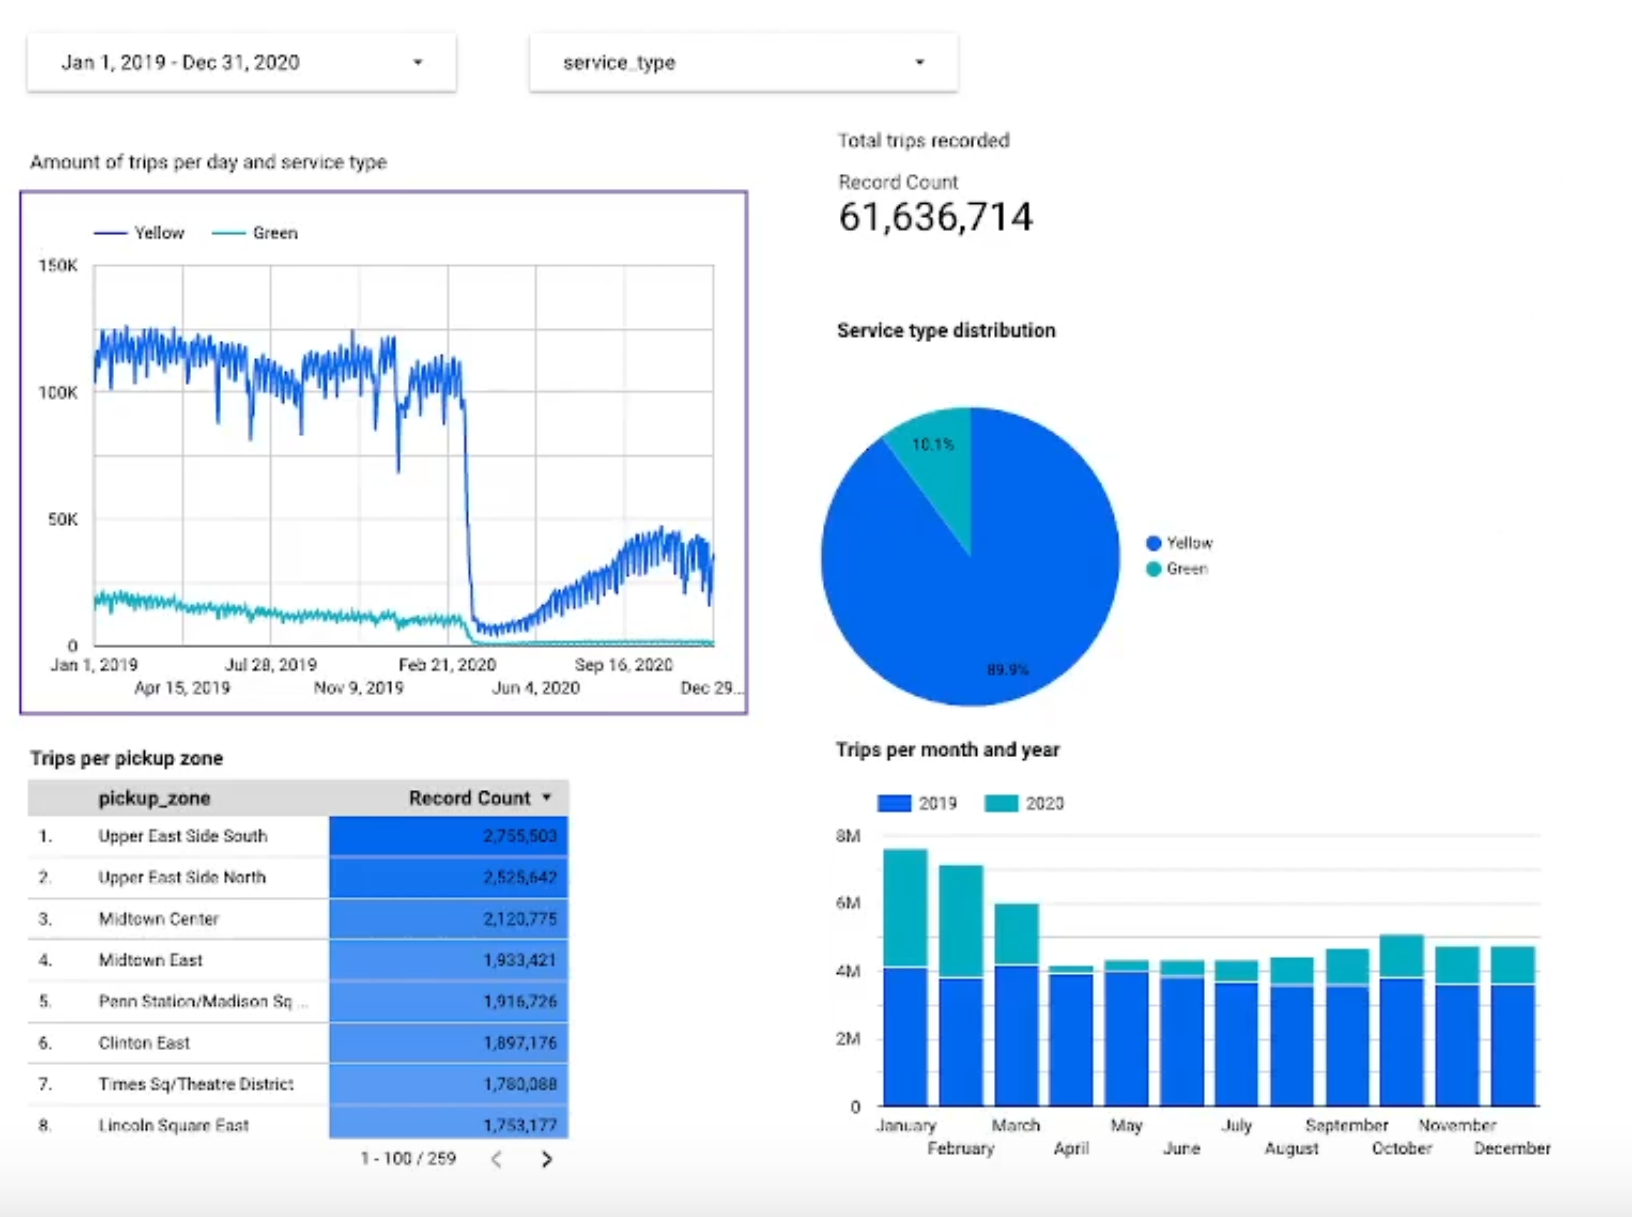 Jan 1, 2019 - Dec 31, 2020
service_type
Amount of trips per day and service type
Yellow Green
150K
100K
50K
0
Jan 1, 2019 Jul 28, 2019 Feb 21, 2020 Sep 16, 2020
Apr 15, 2019 Nov 9, 2019 Jun 4, 2020 Dec 29...
Total trips recorded
Record Count
61,636,714
Service type distribution
10.1%
89.9%
Yellow
Green
Trips per pickup zone
pickup_zone Record Count
1. Upper East Side South 2,755,503
2. Upper East Side North 2,525,642
3. Midtown Center 2,120,775
4. Midtown East 1,933,421
5. Penn Station/Madison Sq ... 1,916,726
6. Clinton East 1,897,176
7. Times Sq/Theatre District 1,780,088
8. Lincoln Square East 1,753,177
1 - 100 / 259
Trips per month and year
2019 2020
8M
6M
4M
2M
0
January March May July September November
February April June August October December